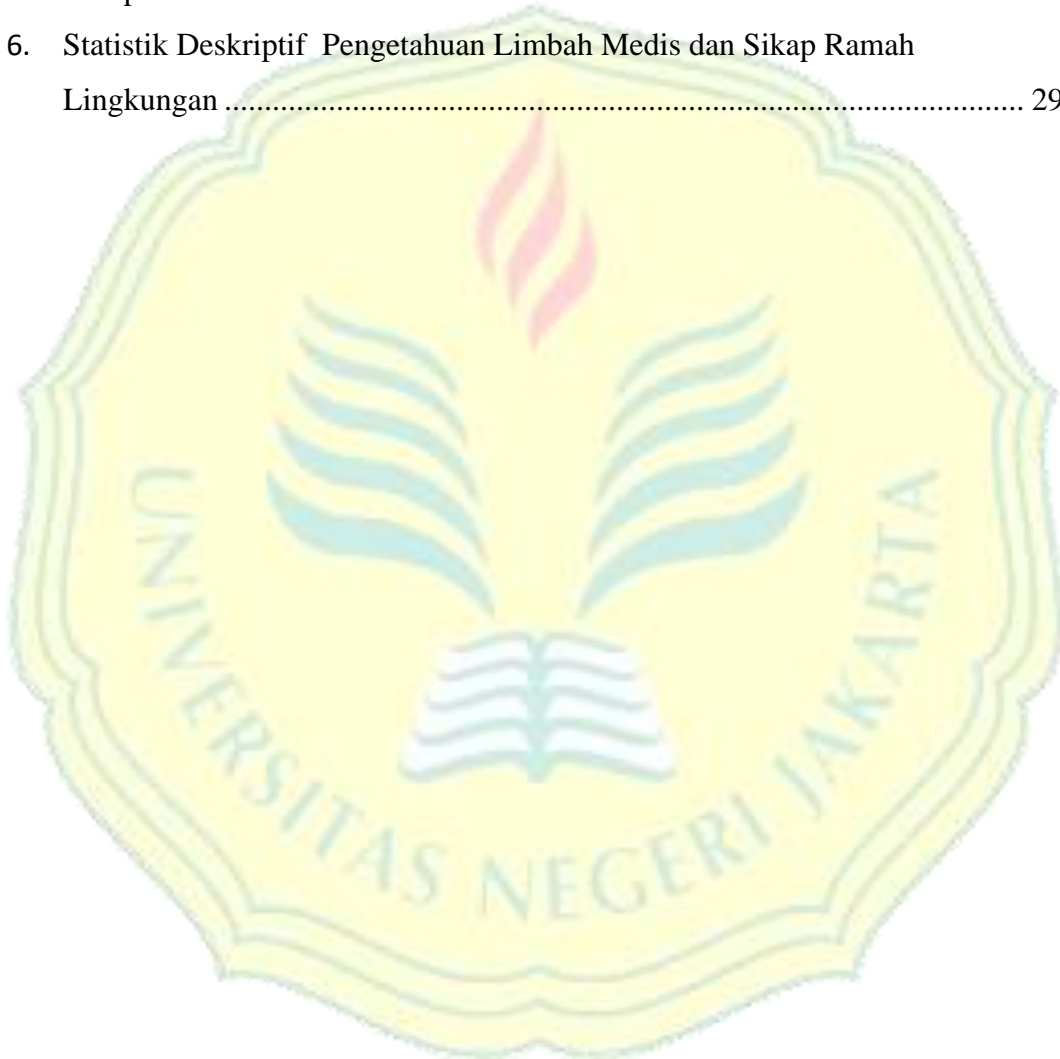 6. Statistik Deskriptif Pengetahuan Limbah Medis dan Sikap Ramah
Lingkungan .................................................................................................... 29
UNIVERSITAS NEGERI JAKARTA